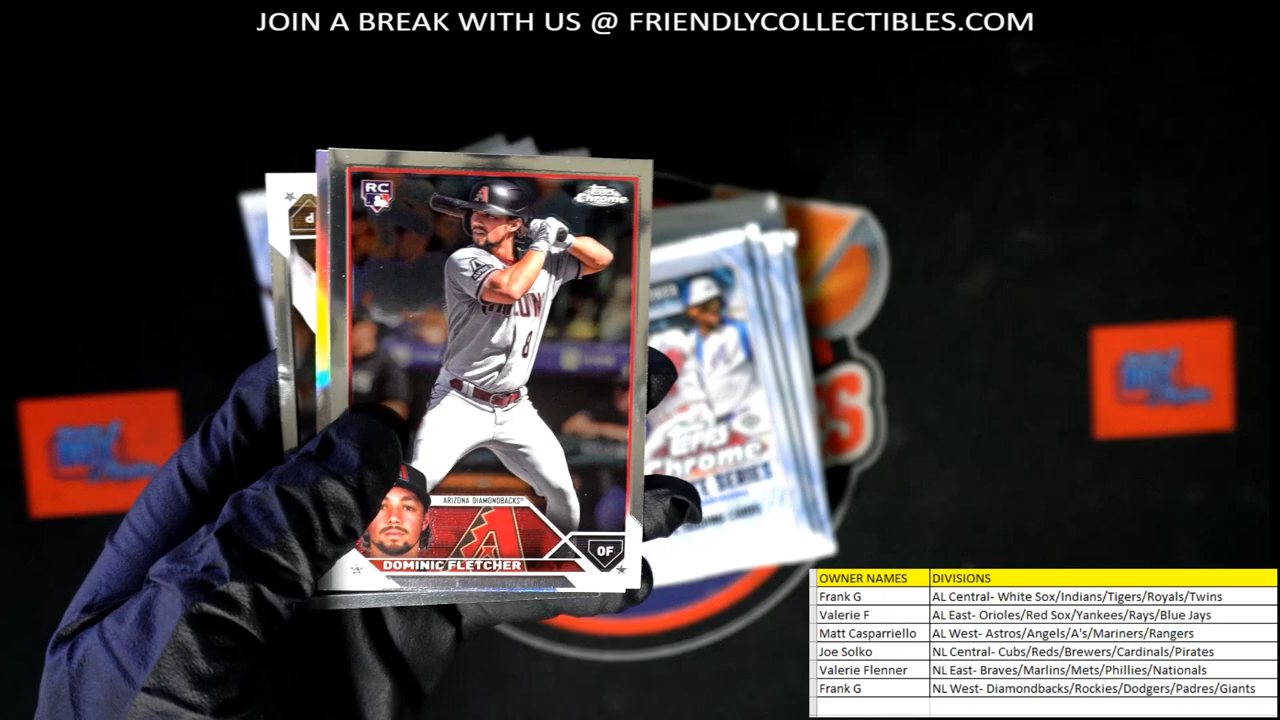 JOIN A BREAK WITH US @ FRIENDLYCOLLECTIBLES.COM
RC
Topps
Chrome
8
ARIZONA DIAMONDBACKS
OF
DOMINIC FLETCHER
Topps
Chrome
SERIES
OWNER NAMES DIVISIONS
Frank G AL Central- White Sox/Indians/Tigers/Royals/Twins
Valerie F AL East- Orioles/Red Sox/Yankees/Rays/Blue Jays
Matt Casparriello AL West- Astros/Angels/A's/Mariners/Rangers
Joe Solko NL Central- Cubs/Reds/Brewers/Cardinals/Pirates
Valerie Flenner NL East- Braves/Marlins/Mets/Phillies/Nationals
Frank G NL West- Diamondbacks/Rockies/Dodgers/Padres/Giants